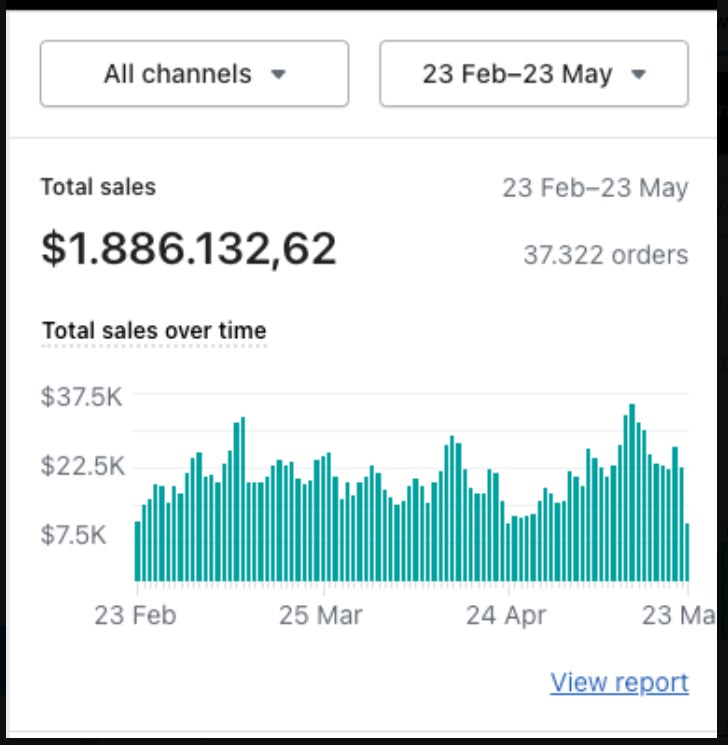 All channels
23 Feb–23 May
Total sales
23 Feb–23 May
$1.886.132,62
37.322 orders
Total sales over time
$37.5K
$22.5K
$7.5K
23 Feb
25 Mar
24 Apr
23 Ma
View report